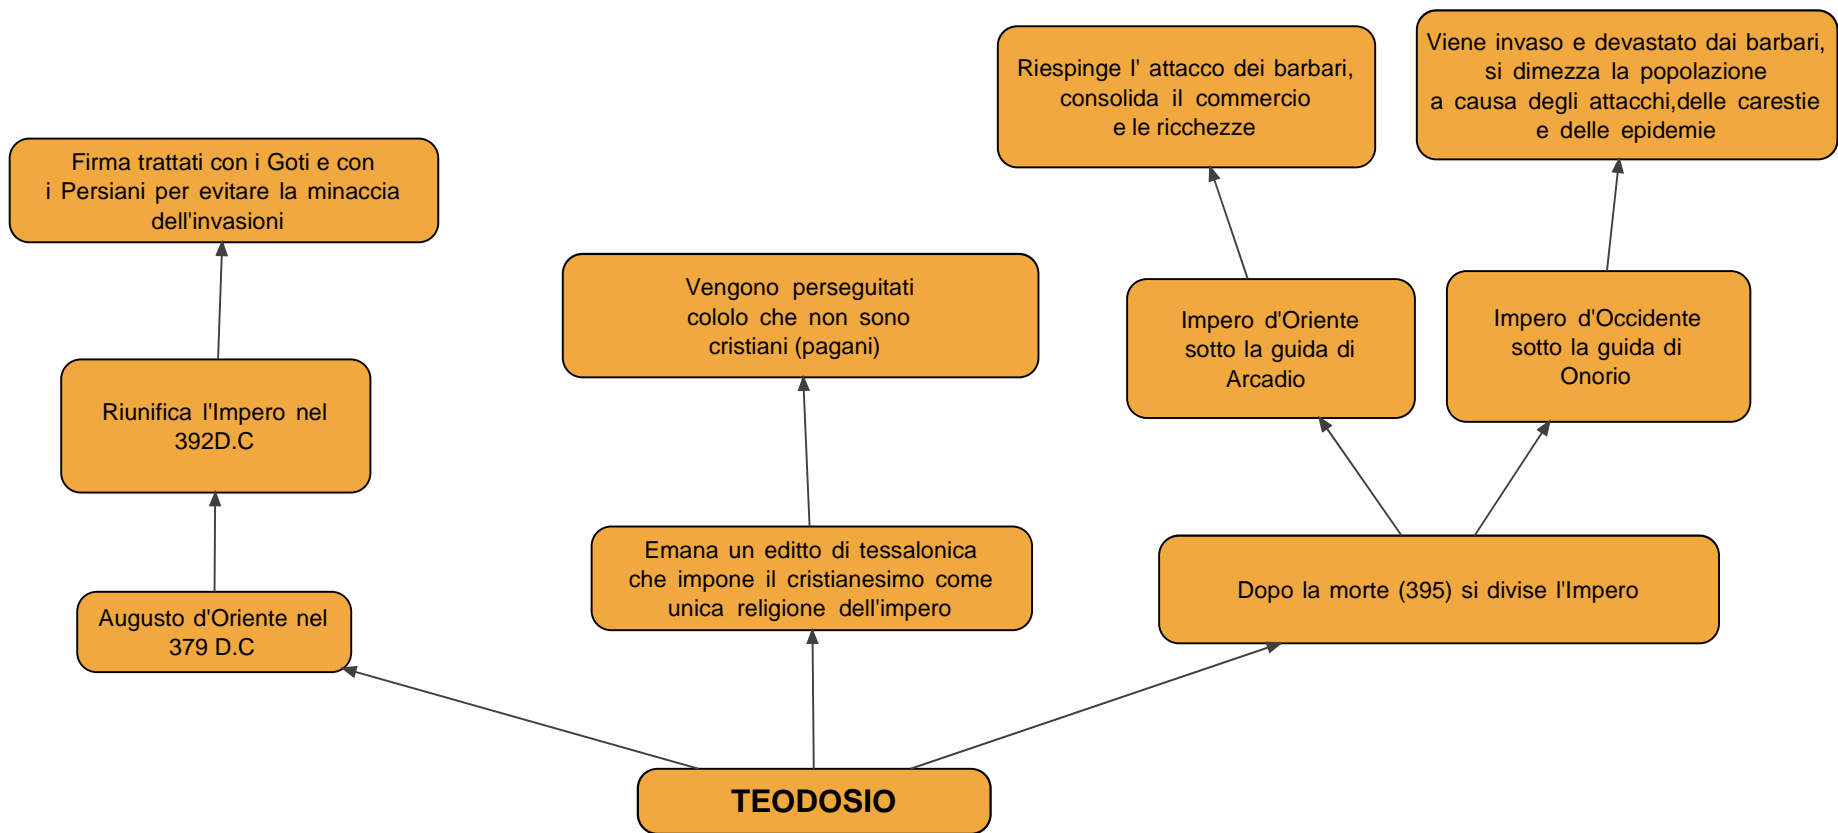 Riespinge l' attacco dei barbari,
consolida il commercio
e le ricchezze
Viene invaso e devastato dai barbari,
si dimezza la popolazione
a causa degli attacchi,delle carestie
e delle epidemie
Firma trattati con i Goti e con
i Persiani per evitare la minaccia
dell'invasioni
Vengono perseguitati
cololo che non sono
cristiani (pagani)
Impero d'Oriente
sotto la guida di
Arcadio
Impero d'Occidente
sotto la guida di
Onorio
Riunifica l'Impero nel
392D.C
Emana un editto di tessalonica
che impone il cristianesimo come
unica religione dell'impero
Dopo la morte (395) si divise l'Impero
Augusto d'Oriente nel
379 D.C
TEODOSIO